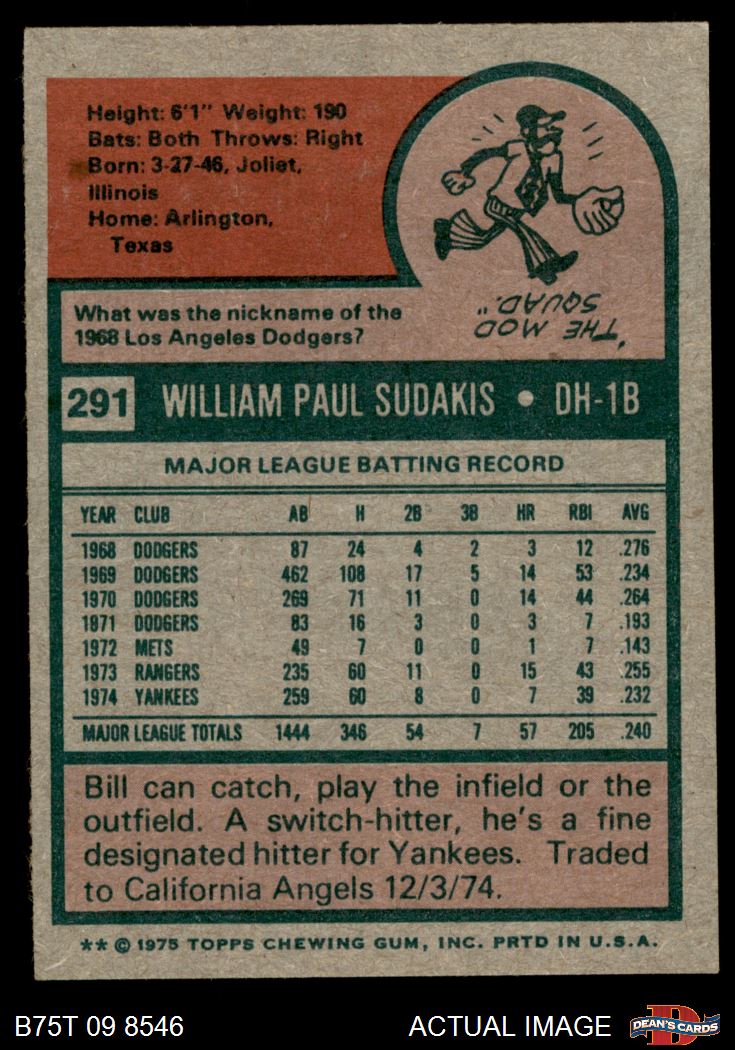 Height: 6'1" Weight: 190
Bats: Both Throws: Right
Born: 3-27-46, Joliet,
Illinois
Home: Arlington,
Texas
What was the nickname of the
1968 Los Angeles Dodgers?
"THE MOD
SQUAD."
291 WILLIAM PAUL SUDAKIS • DH-1B
MAJOR LEAGUE BATTING RECORD
YEAR CLUB AB H 2B 3B HR RBI AVG
1968 DODGERS 87 24 4 2 3 12 .276
1969 DODGERS 462 108 17 5 14 53 .234
1970 DODGERS 269 71 11 0 14 44 .264
1971 DODGERS 83 16 3 0 3 7 .193
1972 METS 49 7 0 0 1 7 .143
1973 RANGERS 235 60 11 0 15 43 .255
1974 YANKEES 259 60 8 0 7 39 .232
MAJOR LEAGUE TOTALS 1444 346 54 7 57 205 .240
Bill can catch, play the infield or the
outfield. A switch-hitter, he's a fine
designated hitter for Yankees. Traded
to California Angels 12/3/74.
** © 1975 TOPPS CHEWING GUM, INC. PRTD IN U.S.A.
B75T 09 8546 ACTUAL IMAGE DEAN'S CARDS